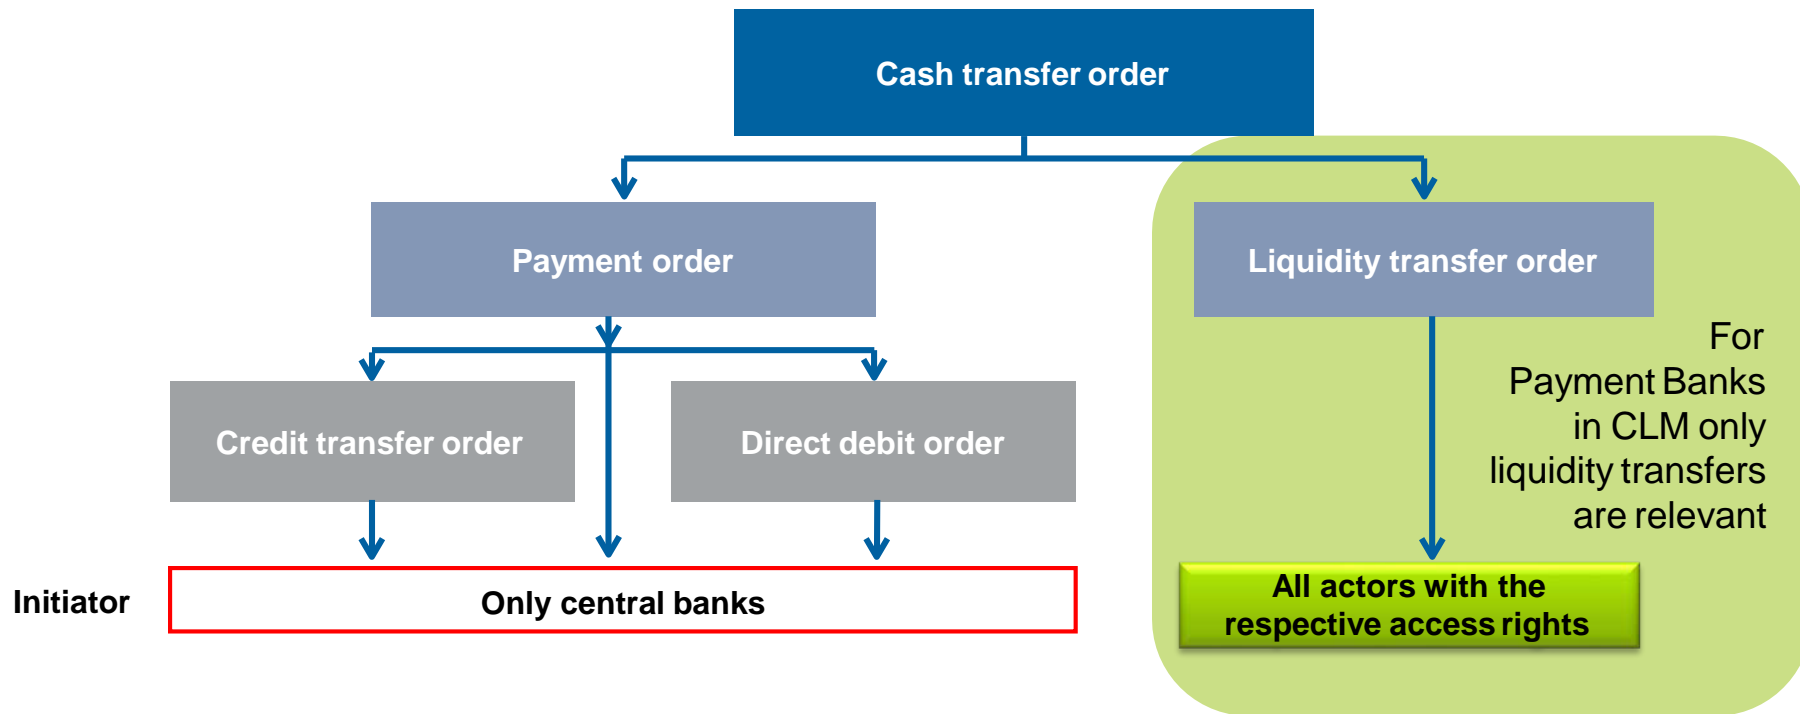 Cash transfer order
Payment order
Liquidity transfer order
For
Payment Banks
in CLM only
liquidity transfers
are relevant
Credit transfer order
Direct debit order
Initiator
Only central banks
All actors with the
respective access rights